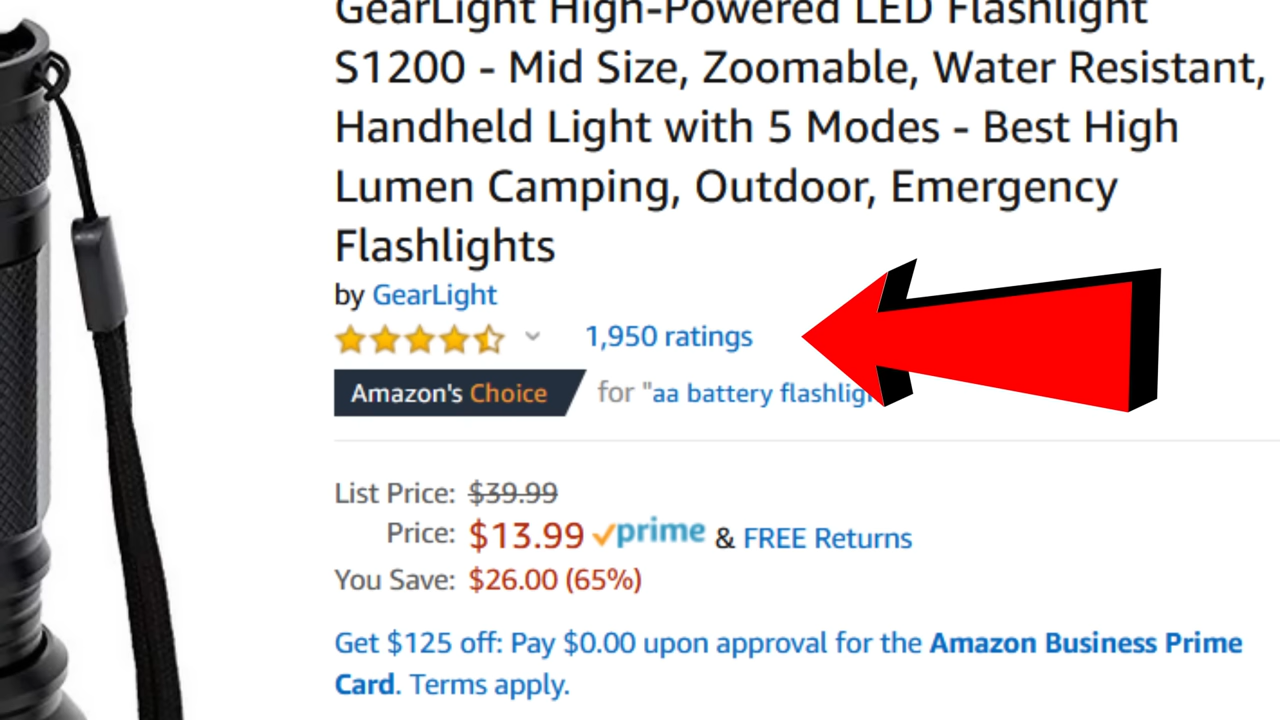 GearLight High-Powered LED Flashlight
S1200 - Mid Size, Zoomable, Water Resistant,
Handheld Light with 5 Modes - Best High
Lumen Camping, Outdoor, Emergency
Flashlights
by GearLight
1,950 ratings
Amazon's Choice for "aa battery
List Price: $39.99
Price: $13.99 prime & FREE Returns
You Save: $26.00 (65%)
Get $125 off: Pay $0.00 upon approval for the Amazon Business Prime
Card. Terms apply.